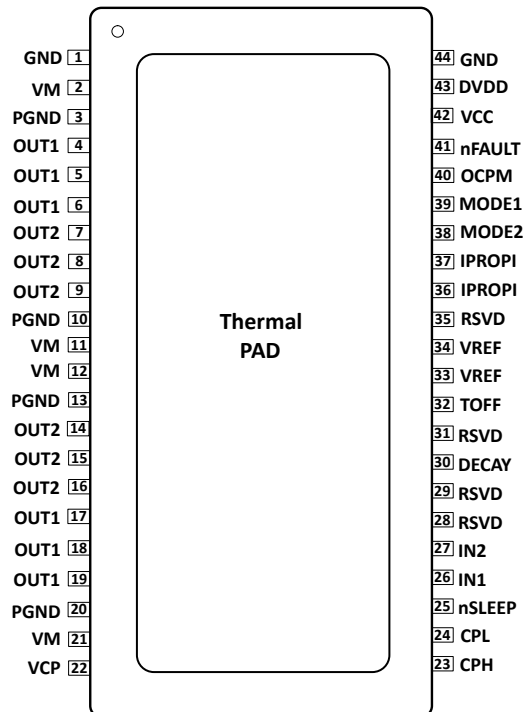 GND 1
VM 2
PGND 3
OUT1 4
OUT1 5
OUT1 6
OUT2 7
OUT2 8
OUT2 9
PGND 10
VM 11
VM 12
PGND 13
OUT2 14
OUT2 15
OUT2 16
OUT1 17
OUT1 18
OUT1 19
PGND 20
VM 21
VCP 22
Thermal
PAD
44 GND
43 DVDD
42 VCC
41 nFAULT
40 OCPM
39 MODE1
38 MODE2
37 IPROPI
36 IPROPI
35 RSVD
34 VREF
33 VREF
32 TOFF
31 RSVD
30 DECAY
29 RSVD
28 RSVD
27 IN2
26 IN1
25 nSLEEP
24 CPL
23 CPH